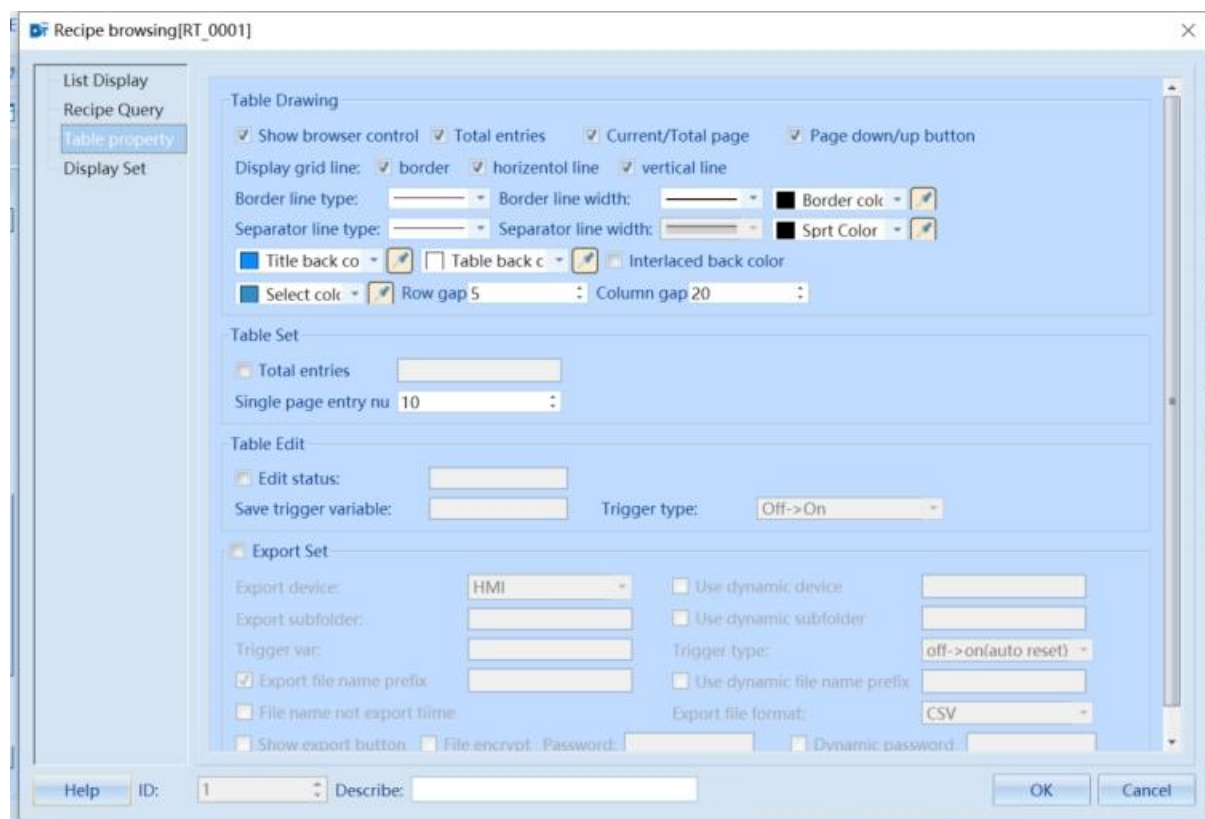 Recipe browsing[RT_0001]
List Display
Recipe Query
Table property
Display Set
Table Drawing
Show browser control Total entries Current/Total page Page down/up button
Display grid line: border horizentol line vertical line
Border line type: Border line width: Border colc
Separator line type: Separator line width: Sprt Color
Title back co Table back c Interlaced back color
Select colc Row gap 5 Column gap 20
Table Set
Total entries
Single page entry nu 10
Table Edit
Edit status:
Save trigger variable: Trigger type: Off->On
Export Set
Export device: HMI Use dynamic device
Export subfolder: Use dynamic subfolder
Trigger var: Trigger type: off->on(auto reset)
Export file name prefix Use dynamic file name prefix
File name not export tiime Export file format: CSV
Show export button File encrypt Password: Dynamic password
Help ID: 1 Describe: OK Cancel